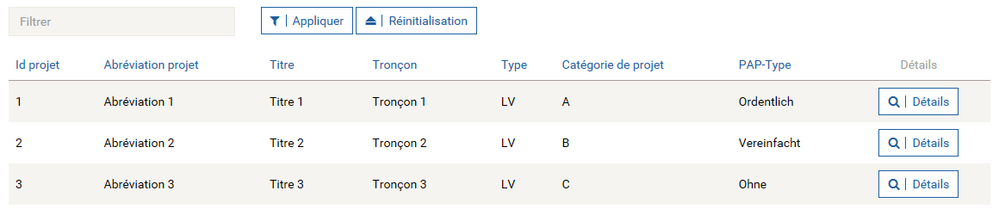 Filtrer Appliquer Réinitialisation
Id projet Abréviation projet Titre Tronçon Type Catégorie de projet PAP-Type Détails
1 Abréviation 1 Titre 1 Tronçon 1 LV A Ordentlich Détails
2 Abréviation 2 Titre 2 Tronçon 2 LV B Vereinfacht Détails
3 Abréviation 3 Titre 3 Tronçon 3 LV C Ohne Détails